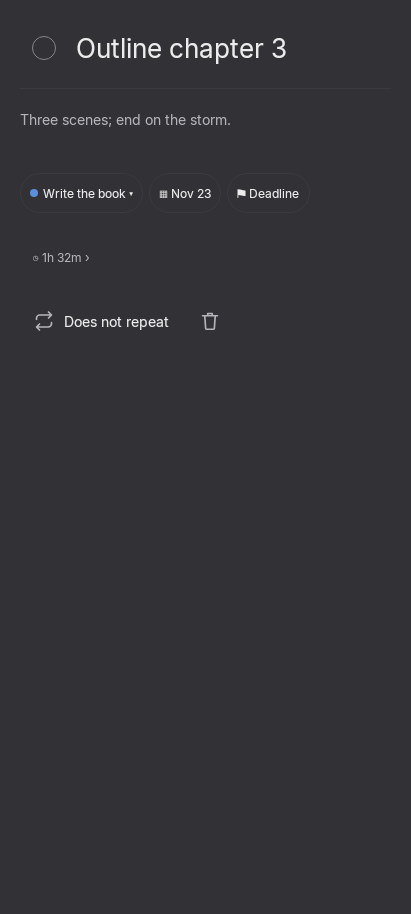 Outline chapter 3
Three scenes; end on the storm.
Write the book Nov 23 Deadline
1h 32m
Does not repeat